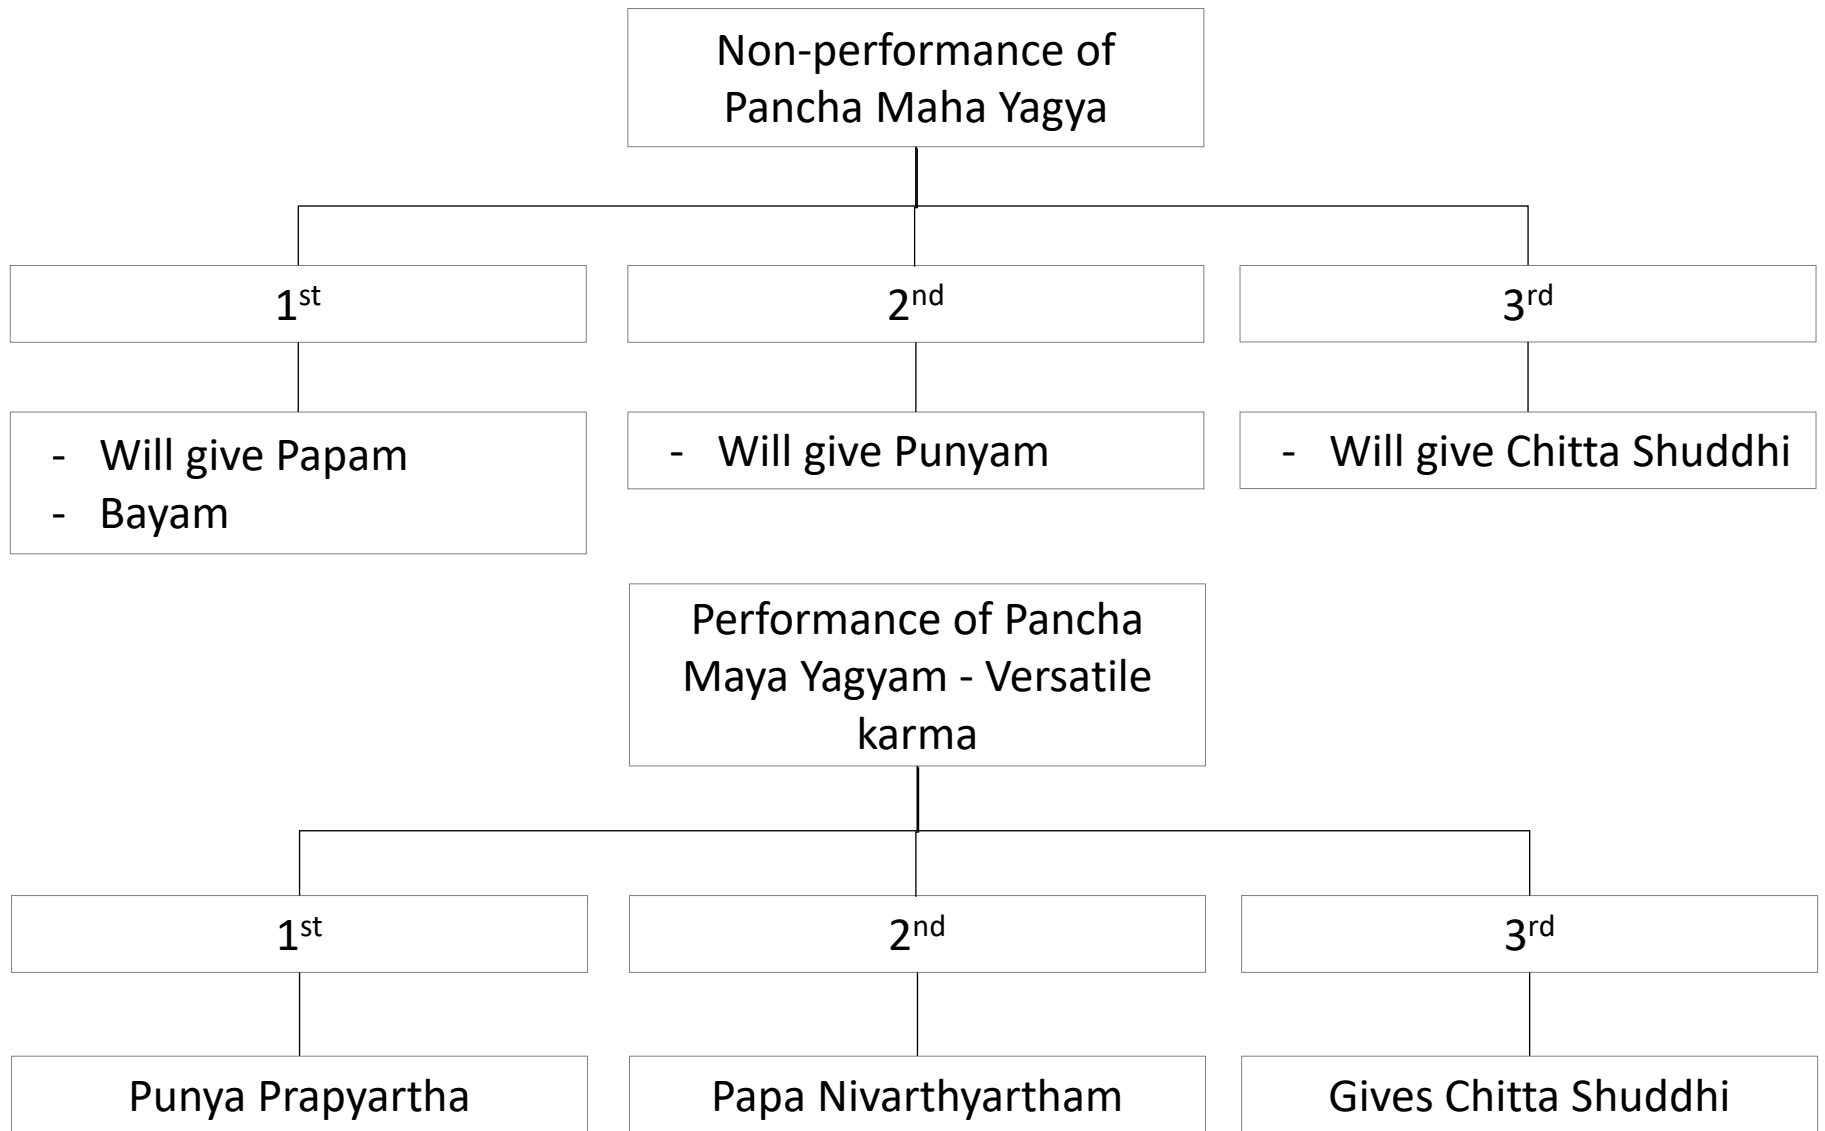 Non-performance of
Pancha Maha Yagya
1st
2nd
3rd
- Will give Papam
- Bayam
- Will give Punyam
- Will give Chitta Shuddhi
Performance of Pancha
Maya Yagyam - Versatile
karma
1st
2nd
3rd
Punya Prapyartha
Papa Nivarthyartham
Gives Chitta Shuddhi